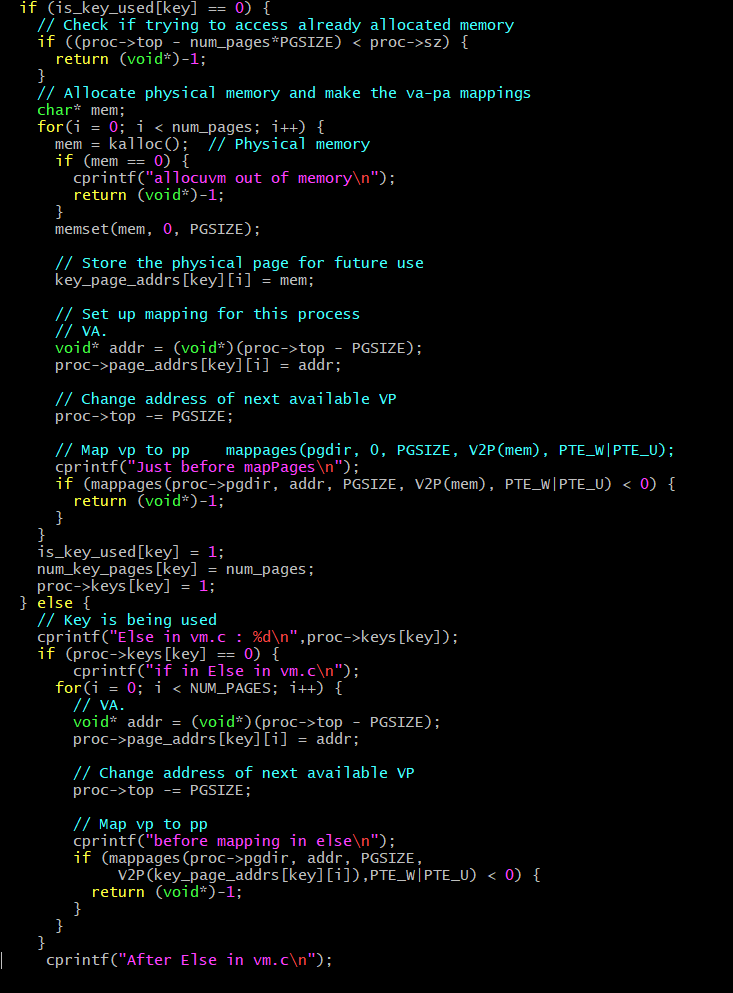 if (is_key_used[key] == 0) {
// Check if trying to access already allocated memory
if ((proc->top - num_pages*PGSIZE) < proc->sz) {
return (void*)-1;
}
// Allocate physical memory and make the va-pa mappings
char* mem;
for(i = 0; i < num_pages; i++) {
mem = kalloc();  // Physical memory
if (mem == 0) {
cprintf("allocuvm out of memory\n");
return (void*)-1;
}
memset(mem, 0, PGSIZE);
// Store the physical page for future use
key_page_addrs[key][i] = mem;
// Set up mapping for this process
// VA.
void* addr = (void*)(proc->top - PGSIZE);
proc->page_addrs[key][i] = addr;
// Change address of next available VP
proc->top -= PGSIZE;
// Map vp to pp    mappages(pgdir, 0, PGSIZE, V2P(mem), PTE_W|PTE_U);
cprintf("Just before mapPages\n");
if (mappages(proc->pgdir, addr, PGSIZE, V2P(mem), PTE_W|PTE_U) < 0) {
return (void*)-1;
}
}
is_key_used[key] = 1;
num_key_pages[key] = num_pages;
proc->keys[key] = 1;
} else {
// Key is being used
cprintf("Else in vm.c : %d\n",proc->keys[key]);
if (proc->keys[key] == 0) {
cprintf("if in Else in vm.c\n");
for(i = 0; i < NUM_PAGES; i++) {
// VA.
void* addr = (void*)(proc->top - PGSIZE);
proc->page_addrs[key][i] = addr;
// Change address of next available VP
proc->top -= PGSIZE;
// Map vp to pp
cprintf("before mapping in else\n");
if (mappages(proc->pgdir, addr, PGSIZE,
V2P(key_page_addrs[key][i]),PTE_W|PTE_U) < 0) {
return (void*)-1;
}
}
}
cprintf("After Else in vm.c\n");